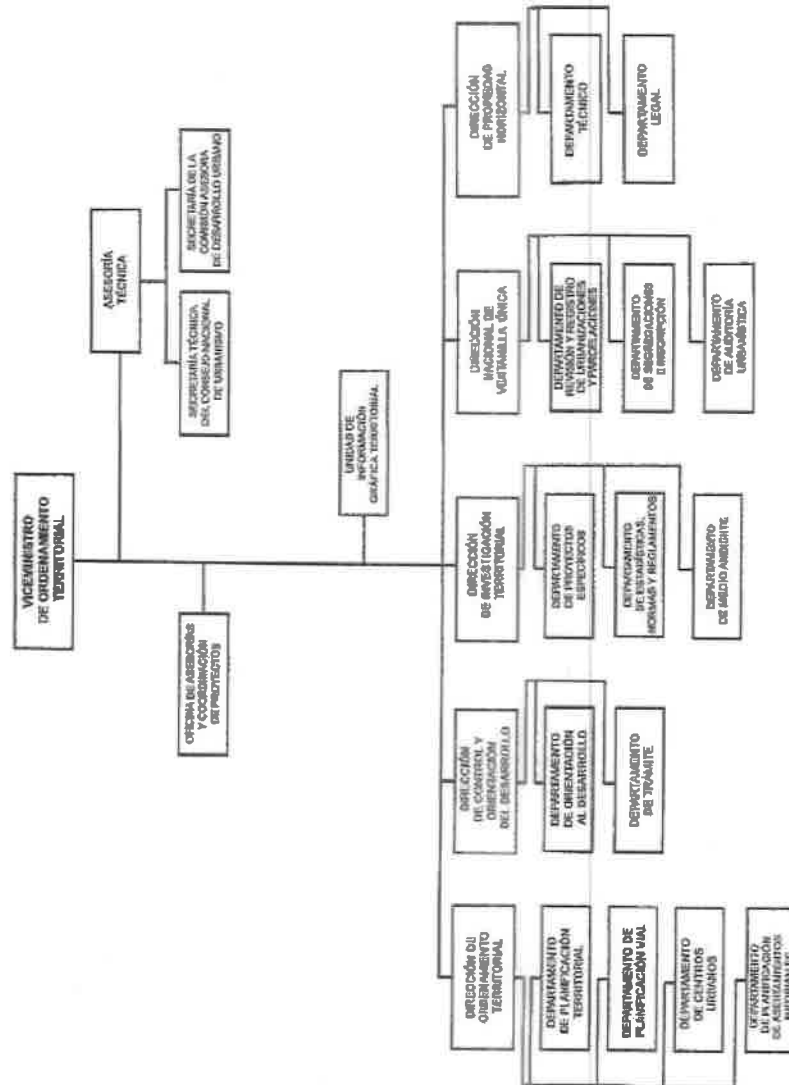 VICEMINISTRO
DE ORDENAMIENTO
TERRITORIAL
ASESORÍA
TÉCNICA
SECRETARÍA TÉCNICA
DEL CONSEJO NACIONAL
DE URBANISMO
SECRETARÍA DE LA
COMISIÓN ASESORA
DE DESARROLLO URBANO
OFICINA DE ASESORÍAS
Y COORDINACIÓN
DE PROYECTOS
UNIDAD DE
INFORMACIÓN
GRÁFICA TERRITORIAL
DIRECCIÓN DE
ORDENAMIENTO
TERRITORIAL
DEPARTAMENTO
DE PLANIFICACIÓN
TERRITORIAL
DEPARTAMENTO DE
PLANIFICACIÓN VIAL
DEPARTAMENTO
DE CENTROS
URBANOS
DEPARTAMENTO
DE PLANIFICACIÓN
DE ASENTAMIENTOS
INFORMALES
DIRECCIÓN
DE CONTROL Y
ORIENTACIÓN
DEL DESARROLLO
DEPARTAMENTO
DE ORIENTACIÓN
AL DESARROLLO
DEPARTAMENTO
DE TRÁMITE
DIRECCIÓN
DE INVESTIGACIÓN
TERRITORIAL
DEPARTAMENTO
DE PROYECTOS
ESPECÍFICOS
DEPARTAMENTO
DE ESTADÍSTICAS,
NORMAS Y REGLAMENTOS
DEPARTAMENTO
DE MEDIO AMBIENTE
DIRECCIÓN
NACIONAL DE
VENTANILLA ÚNICA
DEPARTAMENTO DE
REVISIÓN Y REGISTRO
DE URBANIZACIONES
Y PARCELACIONES
DEPARTAMENTO
DE SEGREGACIONES
E INSCRIPCIÓN
DEPARTAMENTO
DE AUDITORÍA
URBANÍSTICA
DIRECCIÓN
DE PROPIEDAD
HORIZONTAL
DEPARTAMENTO
TÉCNICO
DEPARTAMENTO
LEGAL